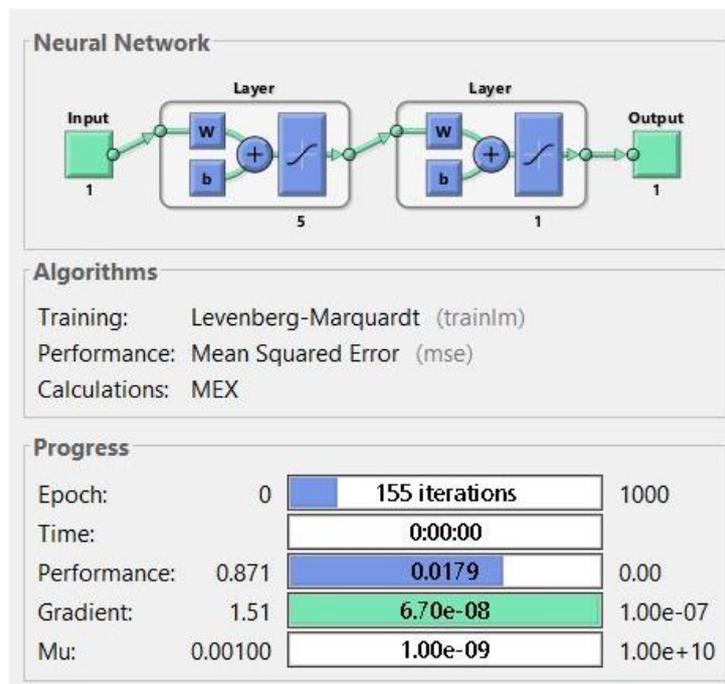 Neural Network
Layer Layer
Input Output
W W
b b
+ +
1 1
5 1
Algorithms
Training: Levenberg-Marquardt (trainlm)
Performance: Mean Squared Error (mse)
Calculations: MEX
Progress
Epoch: 0 155 iterations 1000
Time: 0:00:00
Performance: 0.871 0.0179 0.00
Gradient: 1.51 6.70e-08 1.00e-07
Mu: 0.00100 1.00e-09 1.00e+10